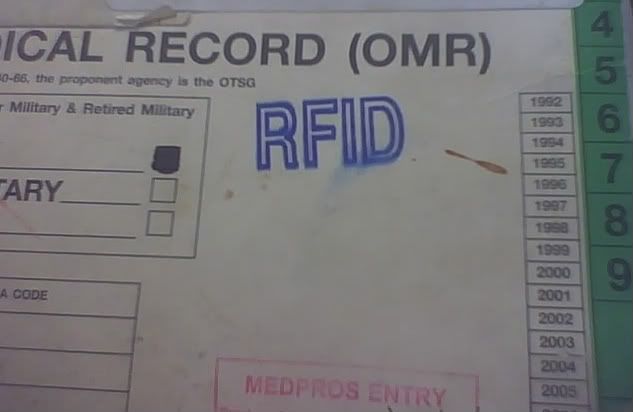 ICAL RECORD (OMR)
0-66, the proponent agency is the OTSG
r Military & Retired Military
RFID
TARY
A CODE
MEDPROS ENTRY
1992
1993
1994
1995
1996
1997
1998
1999
2000
2001
2002
2003
2004
2005
4
5
6
7
8
9